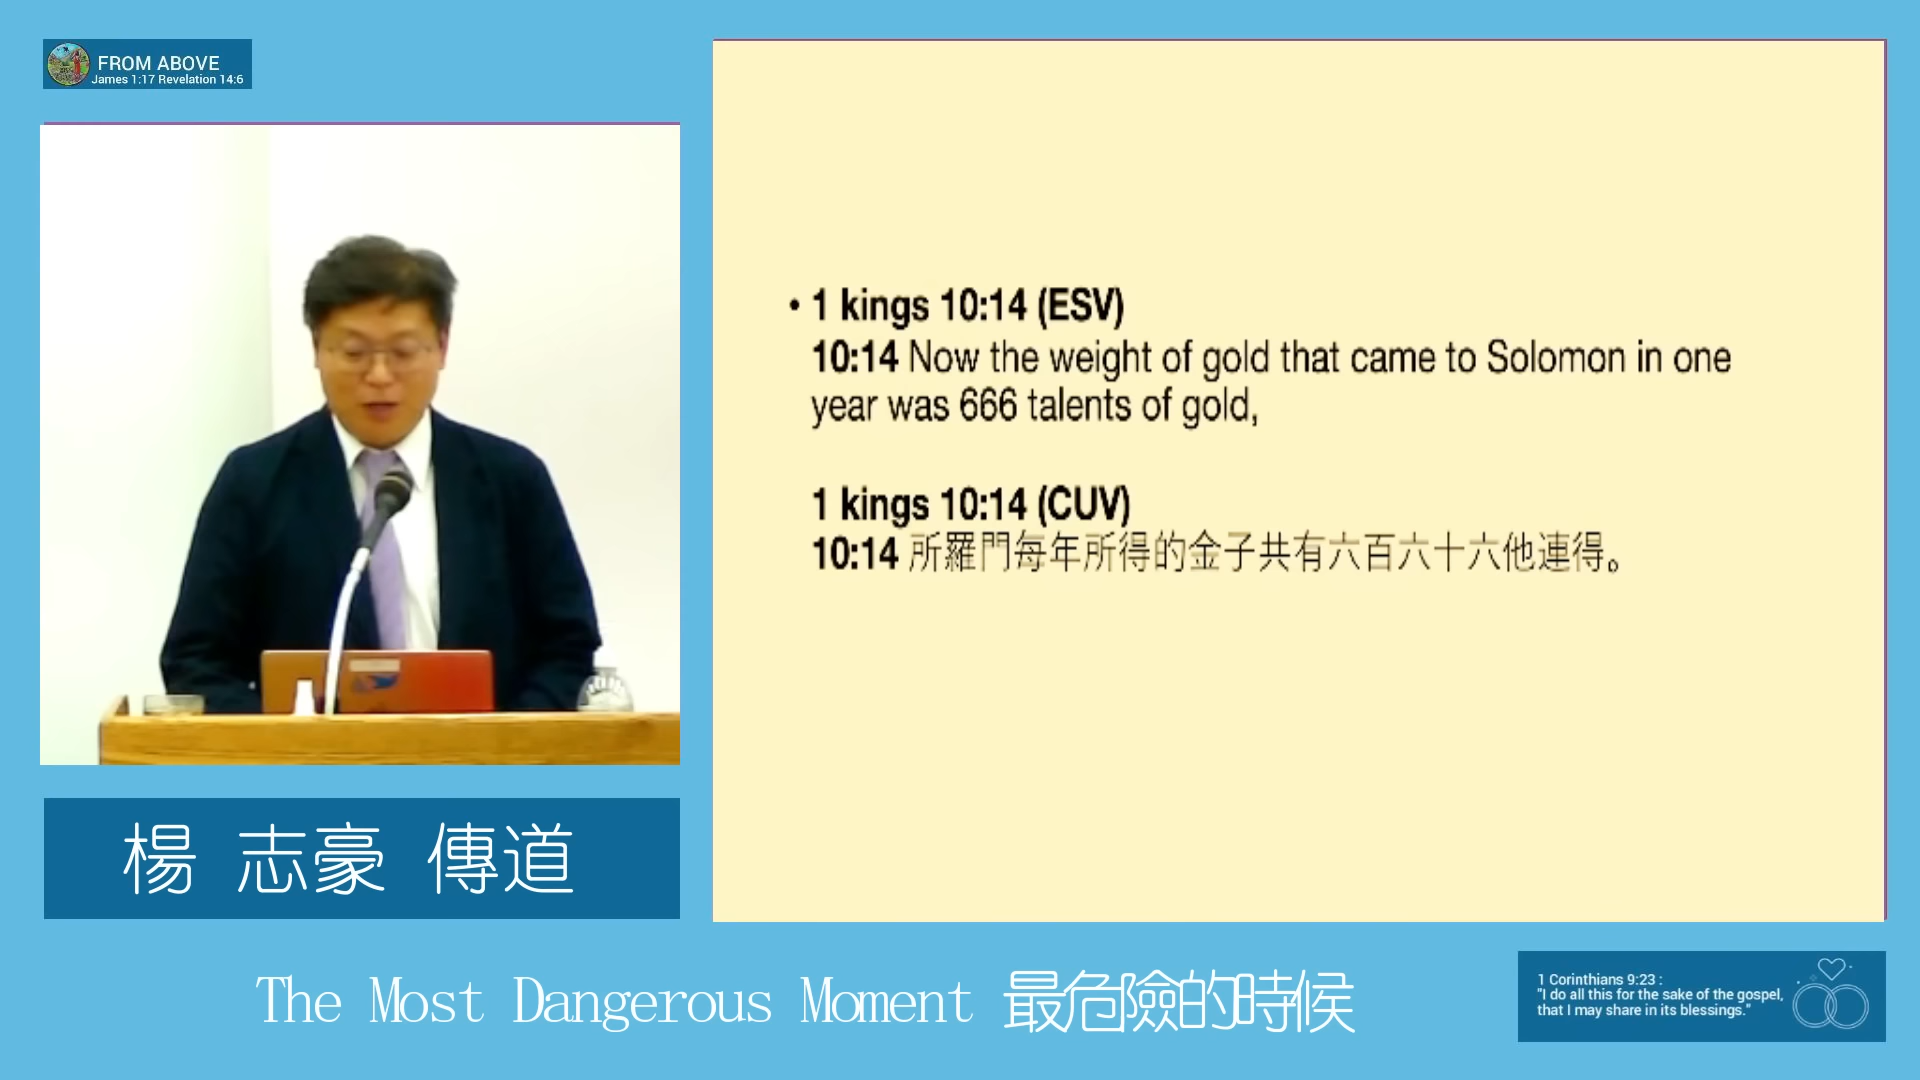 FROM ABOVE
James 1:17 Revelation 14:6
• 1 kings 10:14 (ESV)
10:14 Now the weight of gold that came to Solomon in one
year was 666 talents of gold,
1 kings 10:14 (CUV)
10:14 所羅門每年所得的金子共有六百六十六他連得。
楊 志豪 傳道
The Most Dangerous Moment 最危險的時候
1 Corinthians 9:23 :
"I do all this for the sake of the gospel,
that I may share in its blessings."